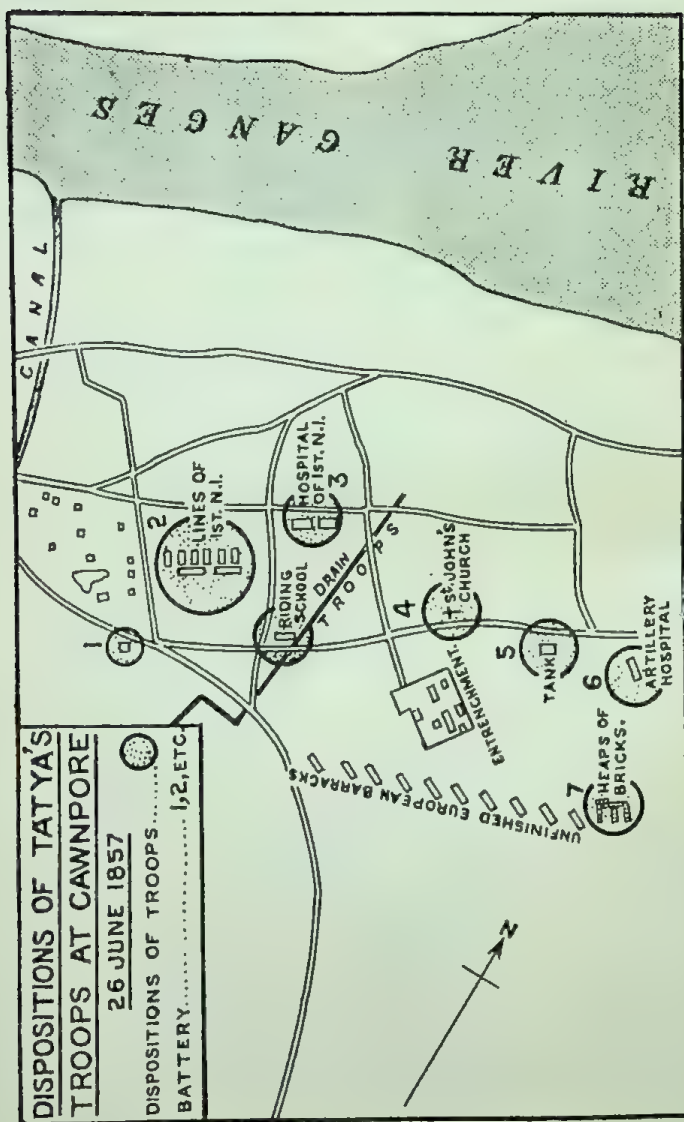 DISPOSITIONS OF TATYA'S
TROOPS AT CAWNPORE
26 JUNE 1857
DISPOSITIONS OF TROOPS..........
BATTERY...... ............. 1,2,ETC.
CANAL
RIVER GANGES
1
2
LINES OF
1ST. N.I.
HOSPITAL
OF 1ST. N.I.
3
RIDING
SCHOOL
DRAIN
TROOPS
4
ST. JOHN'S
CHURCH
ENTRENCHMENT.
5
TANK
6
ARTILLERY
HOSPITAL
7
HEAPS OF
BRICKS.
UNFINISHED EUROPEAN BARRACKS
N